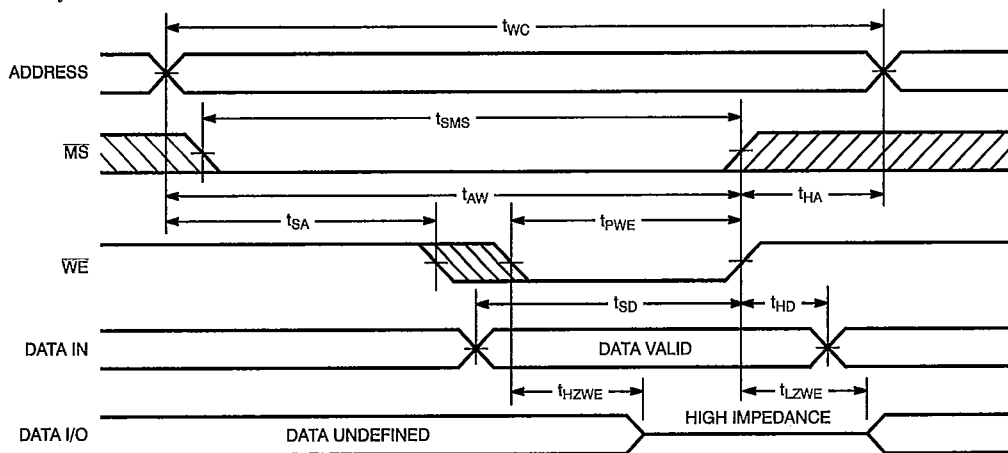 tWC
ADDRESS
tSMS
MS
tAW
tHA
tSA
tPWE
WE
tSD
tHD
DATA IN
DATA VALID
tHZWE
tLZWE
HIGH IMPEDANCE
DATA I/O
DATA UNDEFINED